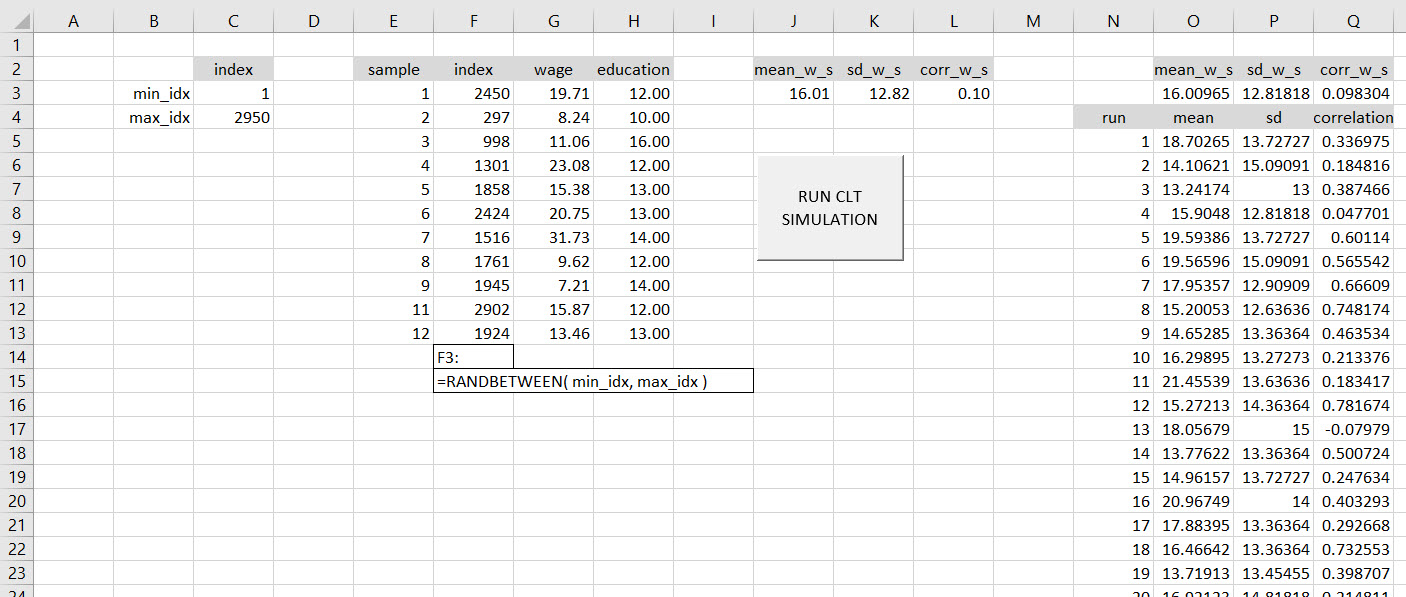 A B C D E F G H I J K L M N O P Q
1
2 index sample index wage education mean_w_s sd_w_s corr_w_s mean_w_s sd_w_s corr_w_s
3 min_idx 1 1 2450 19.71 12.00 16.01 12.82 0.10 16.00965 12.81818 0.098304
4 max_idx 2950 2 297 8.24 10.00 run mean sd correlation
5 3 998 11.06 16.00 1 18.70265 13.72727 0.336975
6 4 1301 23.08 12.00 2 14.10621 15.09091 0.184816
7 5 1858 15.38 13.00 3 13.24174 13 0.387466
8 6 2424 20.75 13.00 RUN CLT 4 15.9048 12.81818 0.047701
9 7 1516 31.73 14.00 SIMULATION 5 19.59386 13.72727 0.60114
10 8 1761 9.62 12.00 6 19.56596 15.09091 0.565542
11 9 1945 7.21 14.00 7 17.95357 12.90909 0.66609
12 11 2902 15.87 12.00 8 15.20053 12.63636 0.748174
13 12 1924 13.46 13.00 9 14.65285 13.36364 0.463534
14 F3: 10 16.29895 13.27273 0.213376
15 =RANDBETWEEN( min_idx, max_idx ) 11 21.45539 13.63636 0.183417
16 12 15.27213 14.36364 0.781674
17 13 18.05679 15 -0.07979
18 14 13.77622 13.36364 0.500724
19 15 14.96157 13.72727 0.247634
20 16 20.96749 14 0.403293
21 17 17.88395 13.36364 0.292668
22 18 16.46642 13.36364 0.732553
23 19 13.71913 13.45455 0.398707